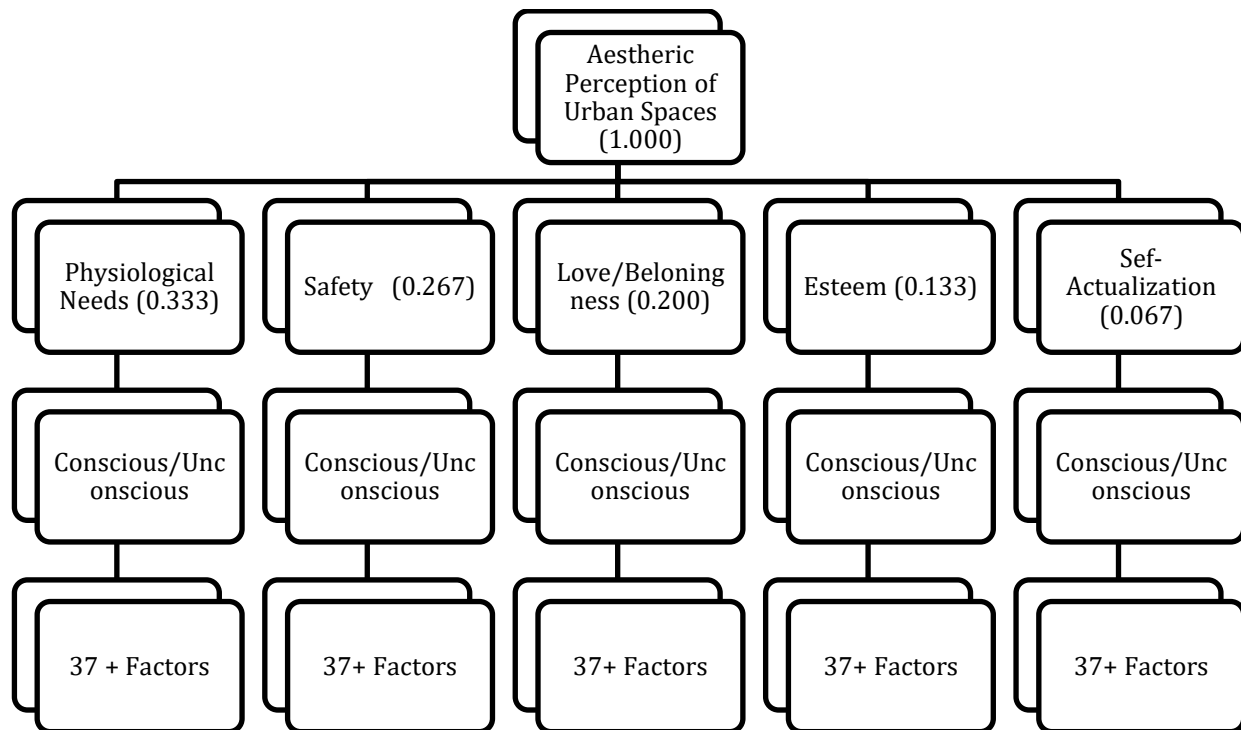 Aestheric
Perception of
Urban Spaces
(1.000)
Physiological
Needs (0.333)
Safety (0.267)
Love/Beloning
ness (0.200)
Esteem (0.133)
Sef-
Actualization
(0.067)
Conscious/Unc
onscious
Conscious/Unc
onscious
Conscious/Unc
onscious
Conscious/Unc
onscious
Conscious/Unc
onscious
37 + Factors
37+ Factors
37+ Factors
37+ Factors
37+ Factors